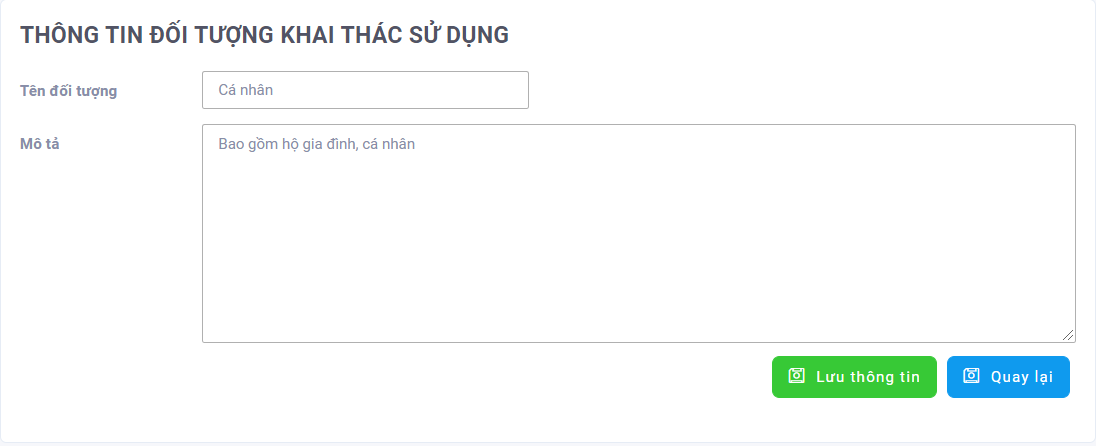 THÔNG TIN ĐỐI TƯỢNG KHAI THÁC SỬ DỤNG
Tên đối tượng Cá nhân
Mô tả Bao gồm hộ gia đình, cá nhân
Lưu thông tin Quay lại